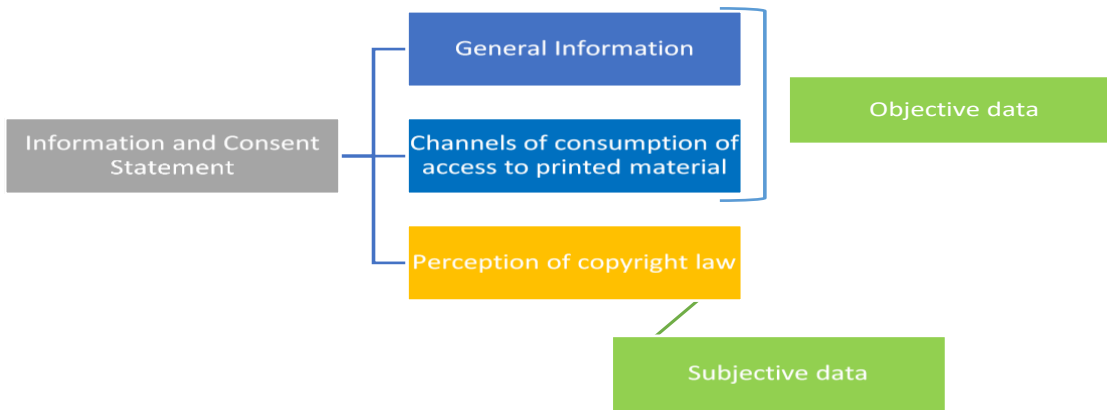 General Information
Objective data
Information and Consent
Statement
Channels of consumption of
access to printed material
Perception of copyright law
Subjective data